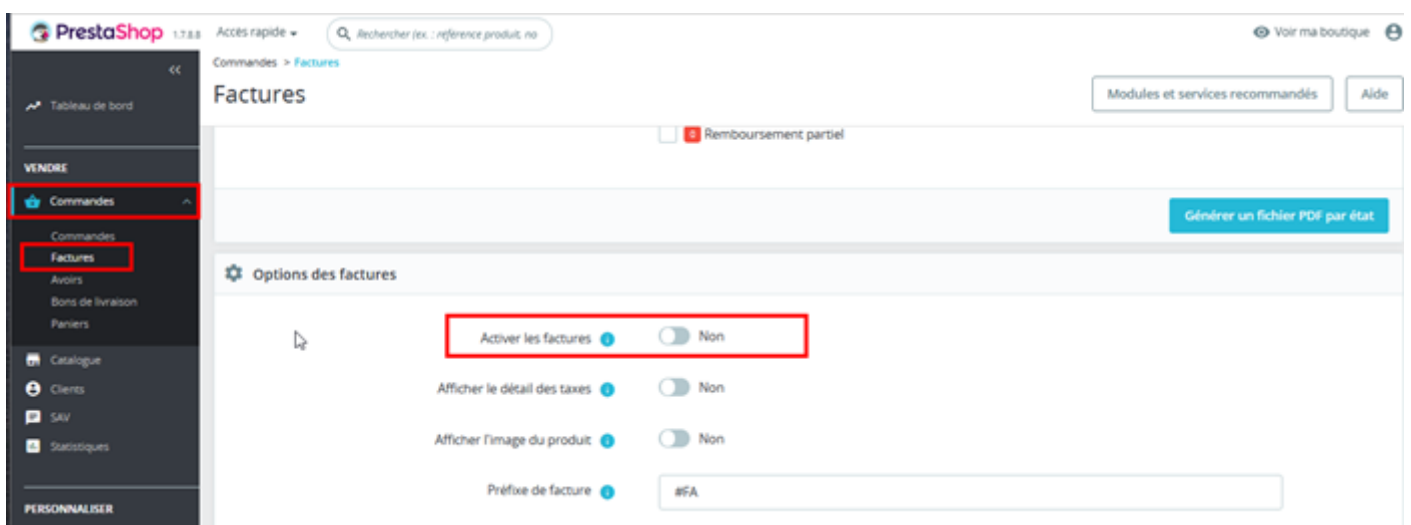 PrestaShop 1.7.8.8 Accès rapide Rechercher (ex. : référence produit, no Voir ma boutique
Commandes > Factures
Factures
Modules et services recommandés Aide
Tableau de bord
VENDRE
Commandes
Commandes
Factures
Avoirs
Bons de livraison
Paniers
Catalogue
Clients
SAV
Statistiques
PERSONNALISER
0 Remboursement partiel
Générer un fichier PDF par état
Options des factures
Activer les factures Non
Afficher le détail des taxes Non
Afficher l'image du produit Non
Préfixe de facture #FA